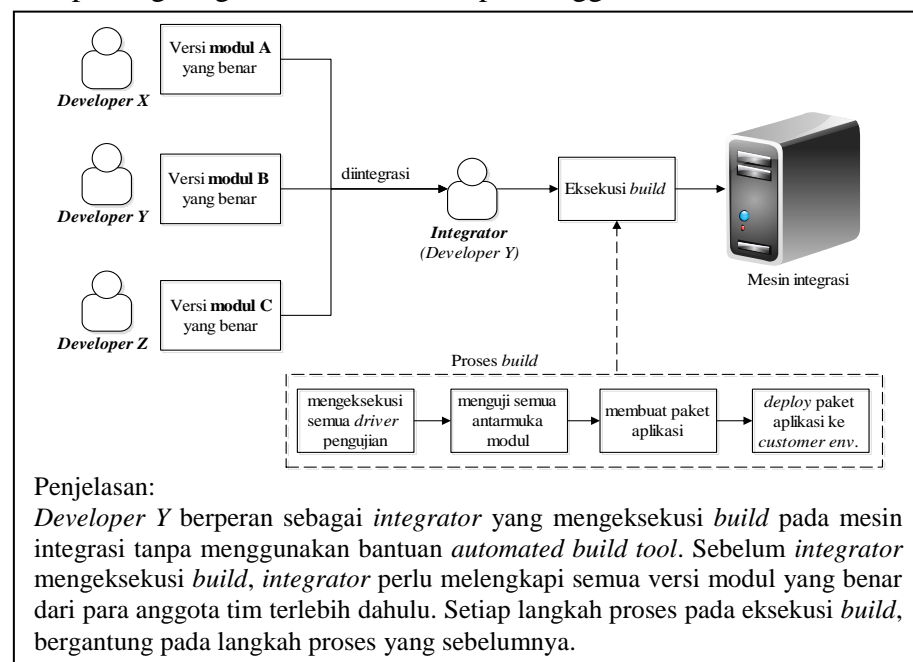 Versi modul A
yang benar
Developer X
Versi modul B
yang benar
Developer Y
Versi modul C
yang benar
Developer Z
diintegrasi
Integrator
(Developer Y)
Eksekusi build
Mesin integrasi
Proses build
mengeksekusi
semua driver
pengujian
menguji semua
antarmuka
modul
membuat paket
aplikasi
deploy paket
aplikasi ke
customer env.
Penjelasan:
Developer Y berperan sebagai integrator yang mengeksekusi build pada mesin
integrasi tanpa menggunakan bantuan automated build tool. Sebelum integrator
mengeksekusi build, integrator perlu melengkapi semua versi modul yang benar
dari para anggota tim terlebih dahulu. Setiap langkah proses pada eksekusi build,
bergantung pada langkah proses yang sebelumnya.